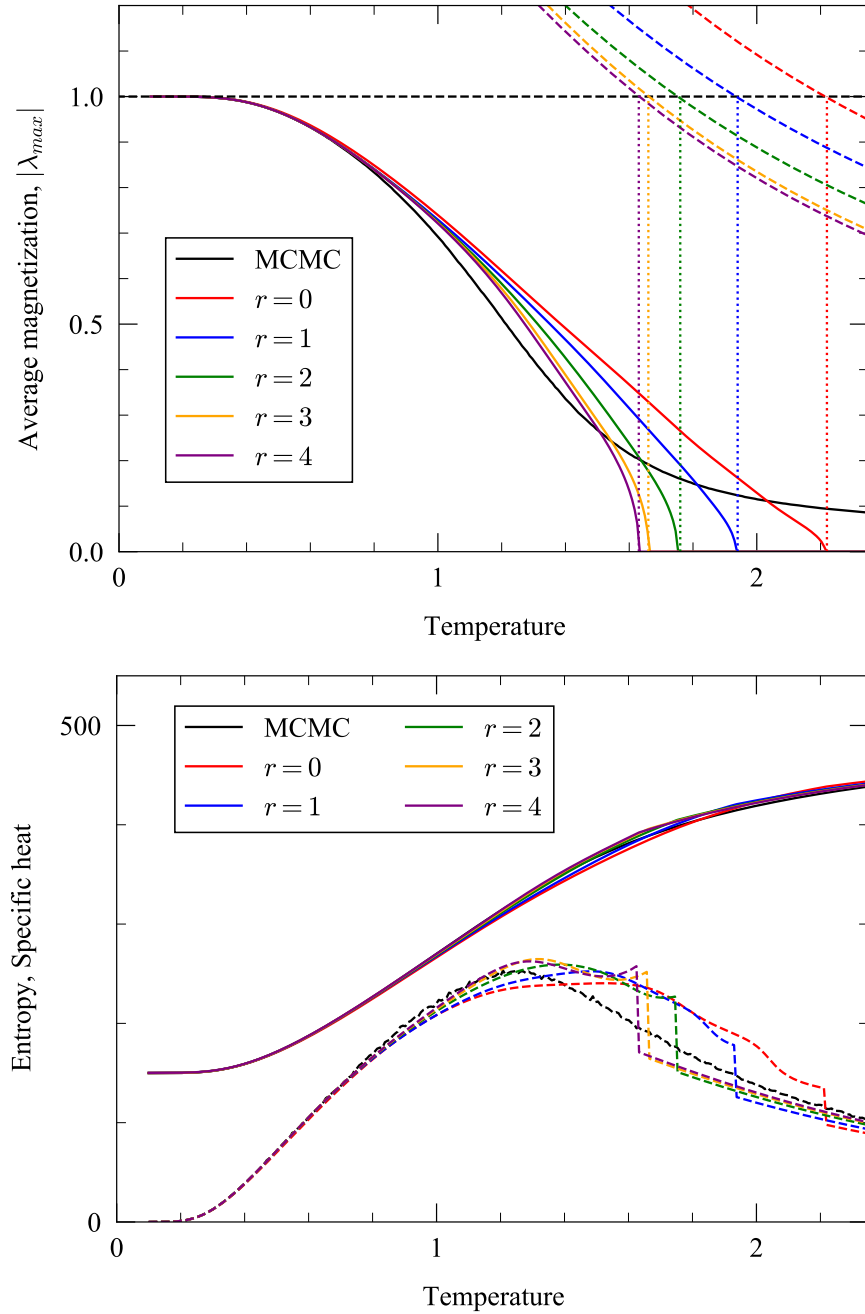 Average magnetization, |λ_max|
1.0
0.5
0.0
MCMC
r = 0
r = 1
r = 2
r = 3
r = 4
0 1 2
Temperature
Entropy, Specific heat
500
0
MCMC r = 2
r = 0 r = 3
r = 1 r = 4
0 1 2
Temperature